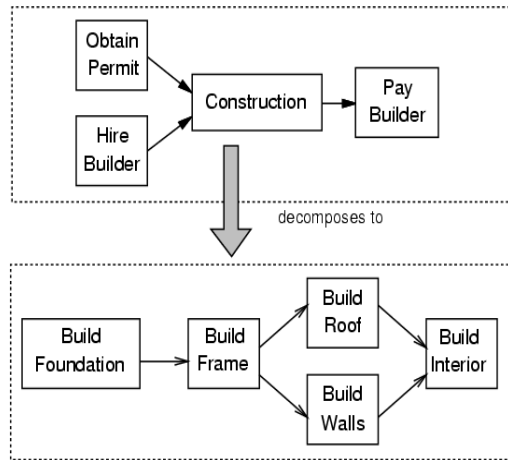 Obtain
Permit
Hire
Builder
Construction
Pay
Builder
decomposes to
Build
Foundation
Build
Frame
Build
Roof
Build
Walls
Build
Interior